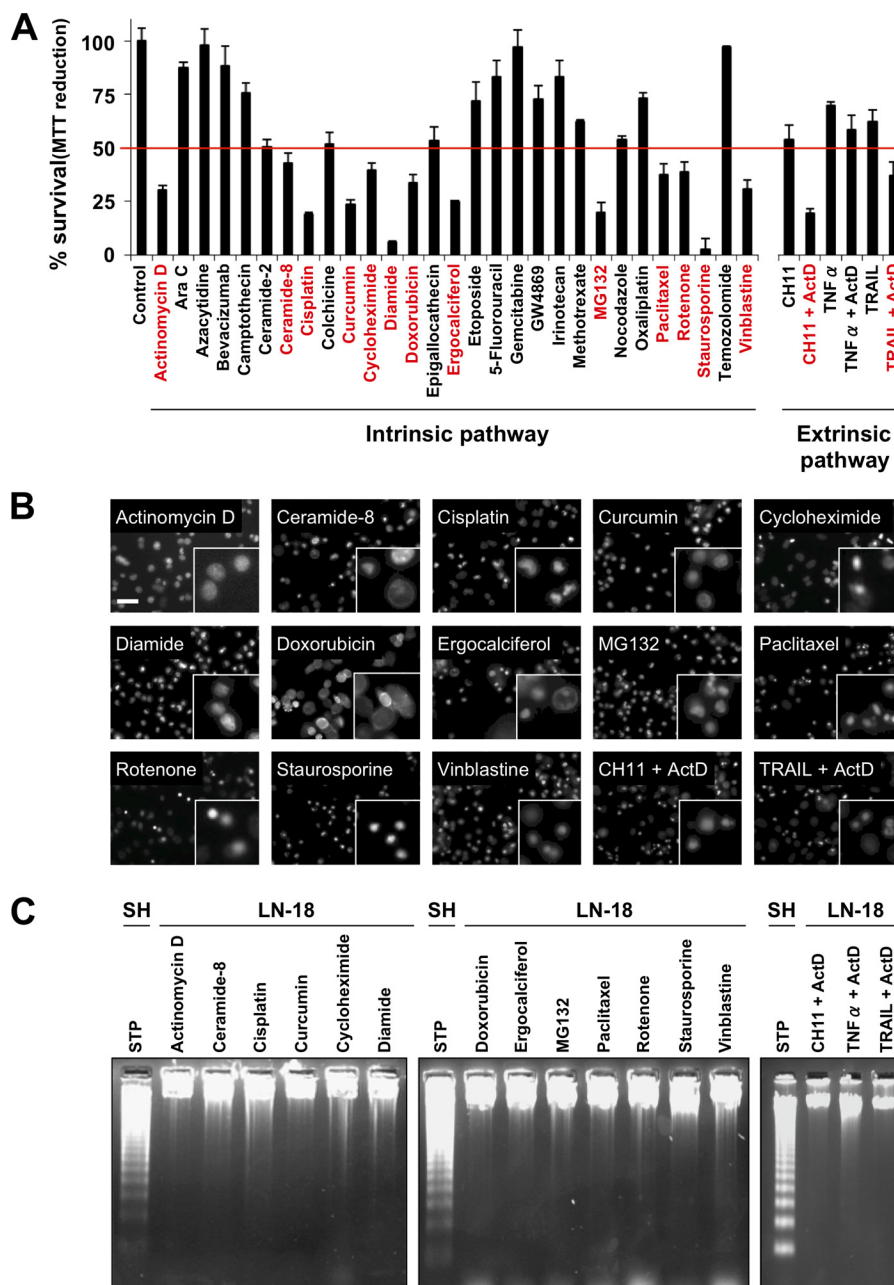 A
% survival(MTT reduction)
100
75
50
25
0
Control
Actinomycin D
Ara C
Azacytidine
Bevacizumab
Camptothecin
Ceramide-2
Ceramide-8
Cisplatin
Colchicine
Curcumin
Cycloheximide
Diamide
Doxorubicin
Epigallocathecin
Ergocalciferol
Etoposide
5-Fluorouracil
Gemcitabine
GW4869
Irinotecan
Methotrexate
MG132
Nocodazole
Oxaliplatin
Paclitaxel
Rotenone
Staurosporine
Temozolomide
Vinblastine
CH11
CH11 + ActD
TNFα
TNFα + ActD
TRAIL
TRAIL + ActD
Intrinsic pathway
Extrinsic
pathway
B
Actinomycin D
Ceramide-8
Cisplatin
Curcumin
Cycloheximide
Diamide
Doxorubicin
Ergocalciferol
MG132
Paclitaxel
Rotenone
Staurosporine
Vinblastine
CH11 + ActD
TRAIL + ActD
C
SH
LN-18
SH
LN-18
SH
LN-18
STP
Actinomycin D
Ceramide-8
Cisplatin
Curcumin
Cycloheximide
Diamide
STP
Doxorubicin
Ergocalciferol
MG132
Paclitaxel
Rotenone
Staurosporine
Vinblastine
STP
CH11 + ActD
TNFα + ActD
TRAIL + ActD